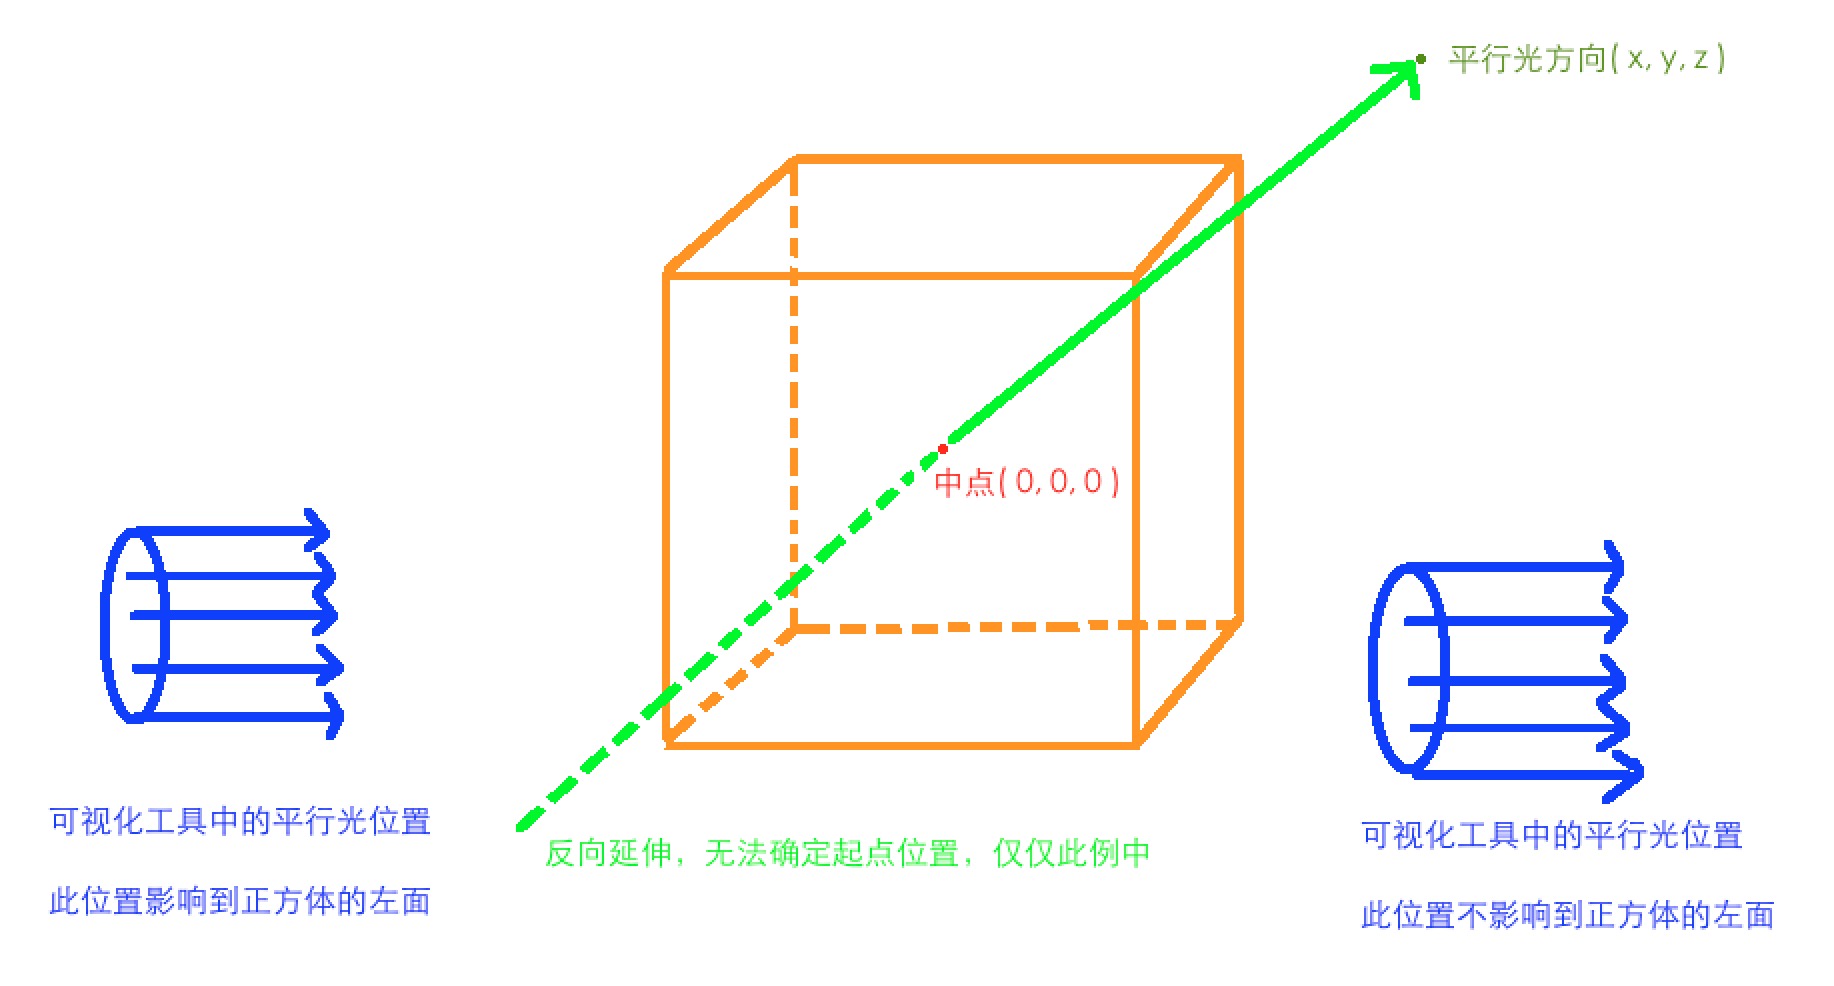 平行光方向( x, y, z )
中点( 0, 0, 0 )
可视化工具中的平行光位置
此位置影响到正方体的左面
反向延伸，无法确定起点位置，仅仅此例中
可视化工具中的平行光位置
此位置不影响到正方体的左面